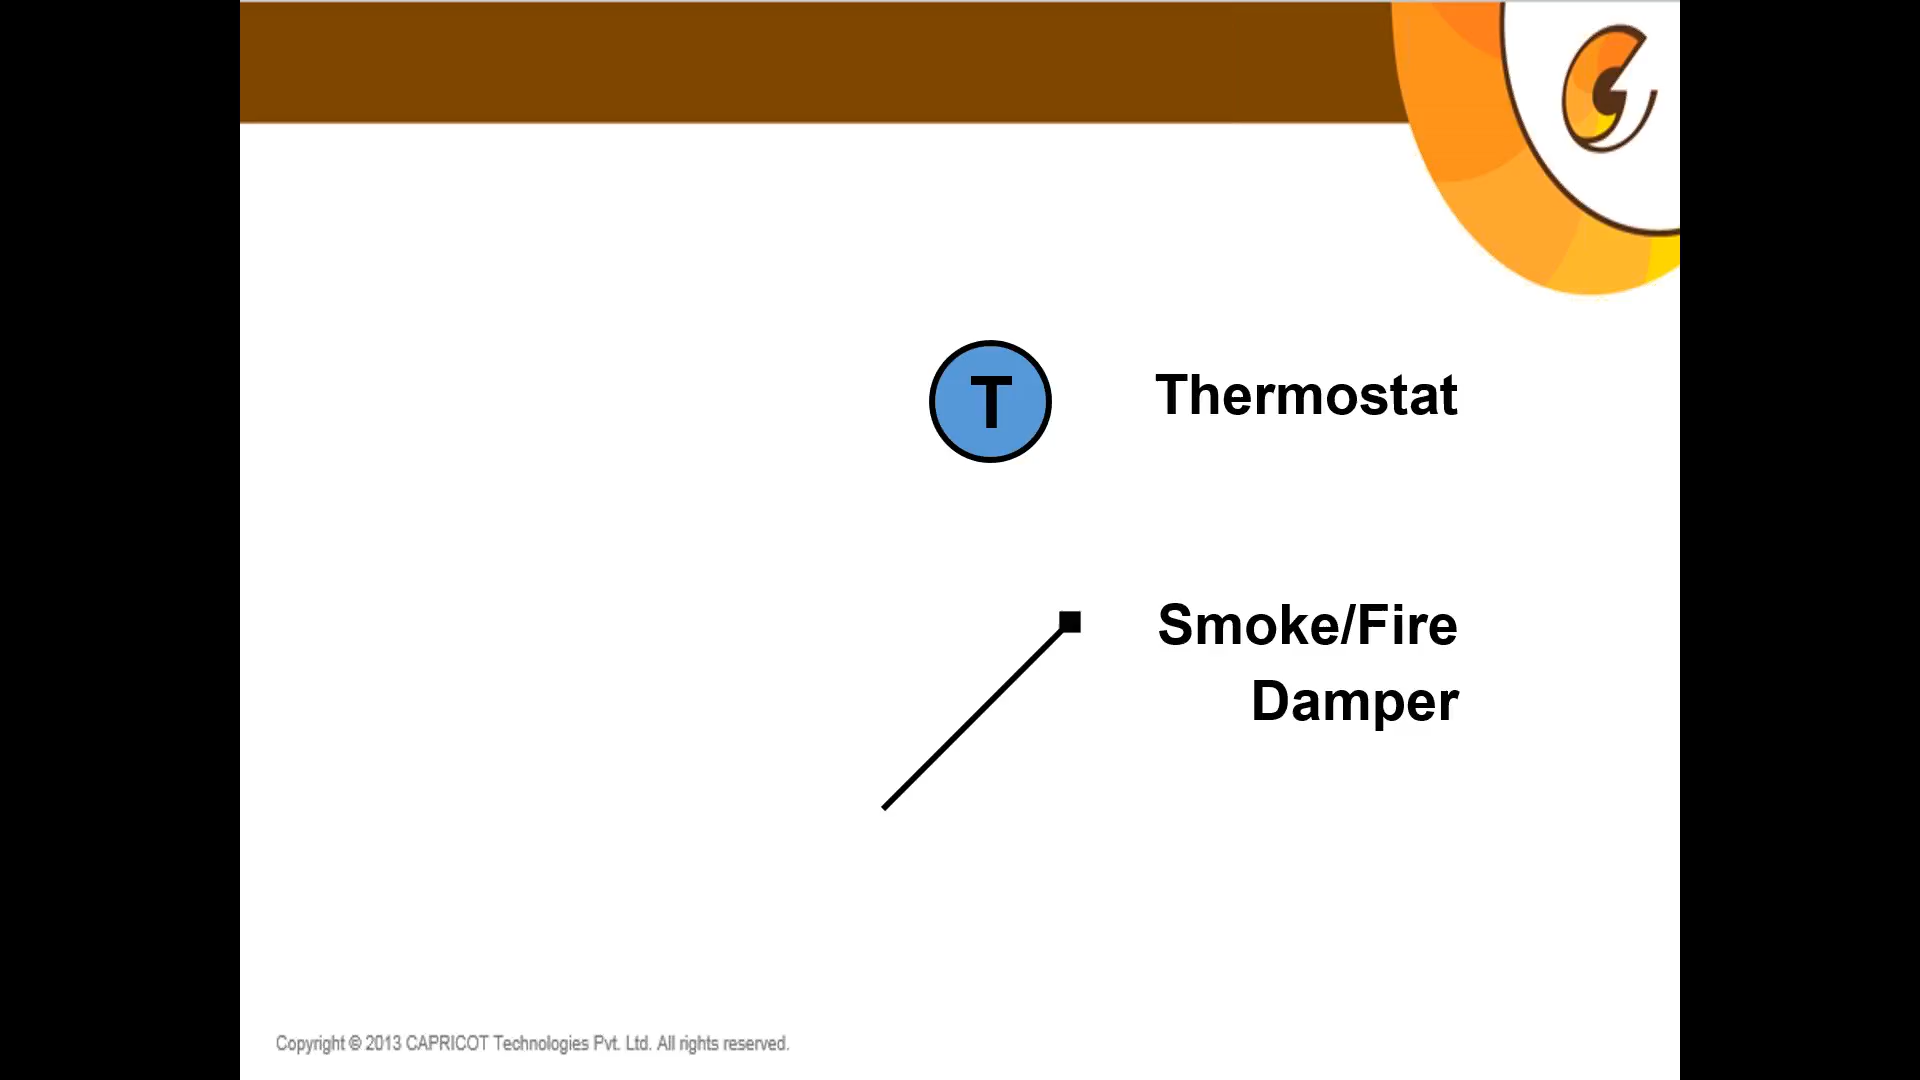 T
Thermostat
Smoke/Fire
Damper
Copyright © 2013 CAPRICOT Technologies Pvt. Ltd. All rights reserved.